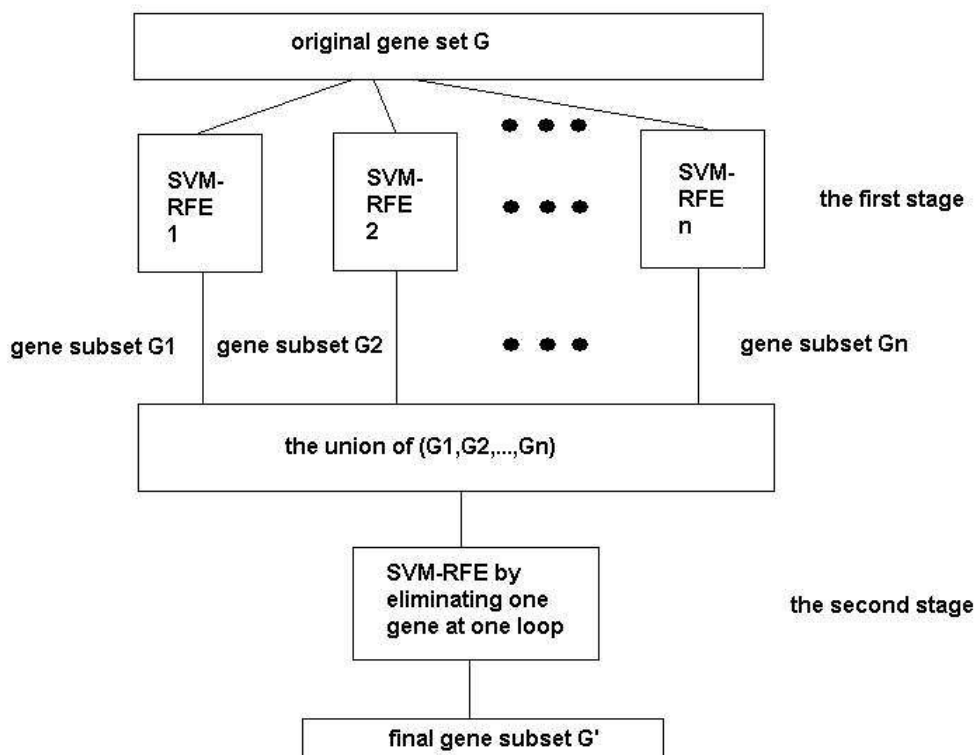 original gene set G
SVM-
RFE
1
SVM-
RFE
2
SVM-
RFE
n
the first stage
gene subset G1
gene subset G2
gene subset Gn
the union of (G1,G2,...,Gn)
SVM-RFE by
eliminating one
gene at one loop
the second stage
final gene subset G'